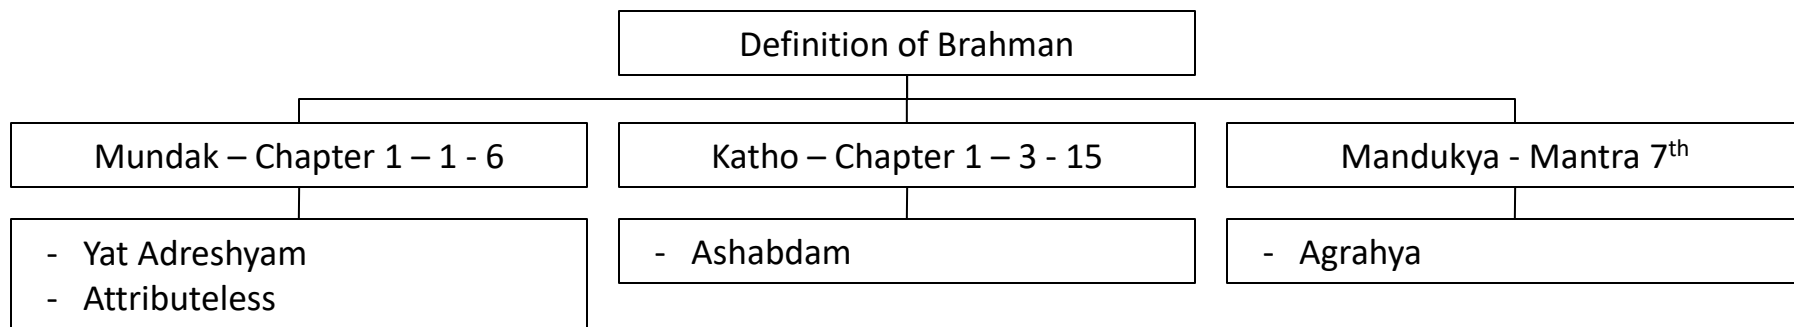 Definition of Brahman
Mundak – Chapter 1 – 1 - 6
Katho – Chapter 1 – 3 - 15
Mandukya - Mantra 7th
- Yat Adreshyam
- Attributeless
- Ashabdam
- Agrahya